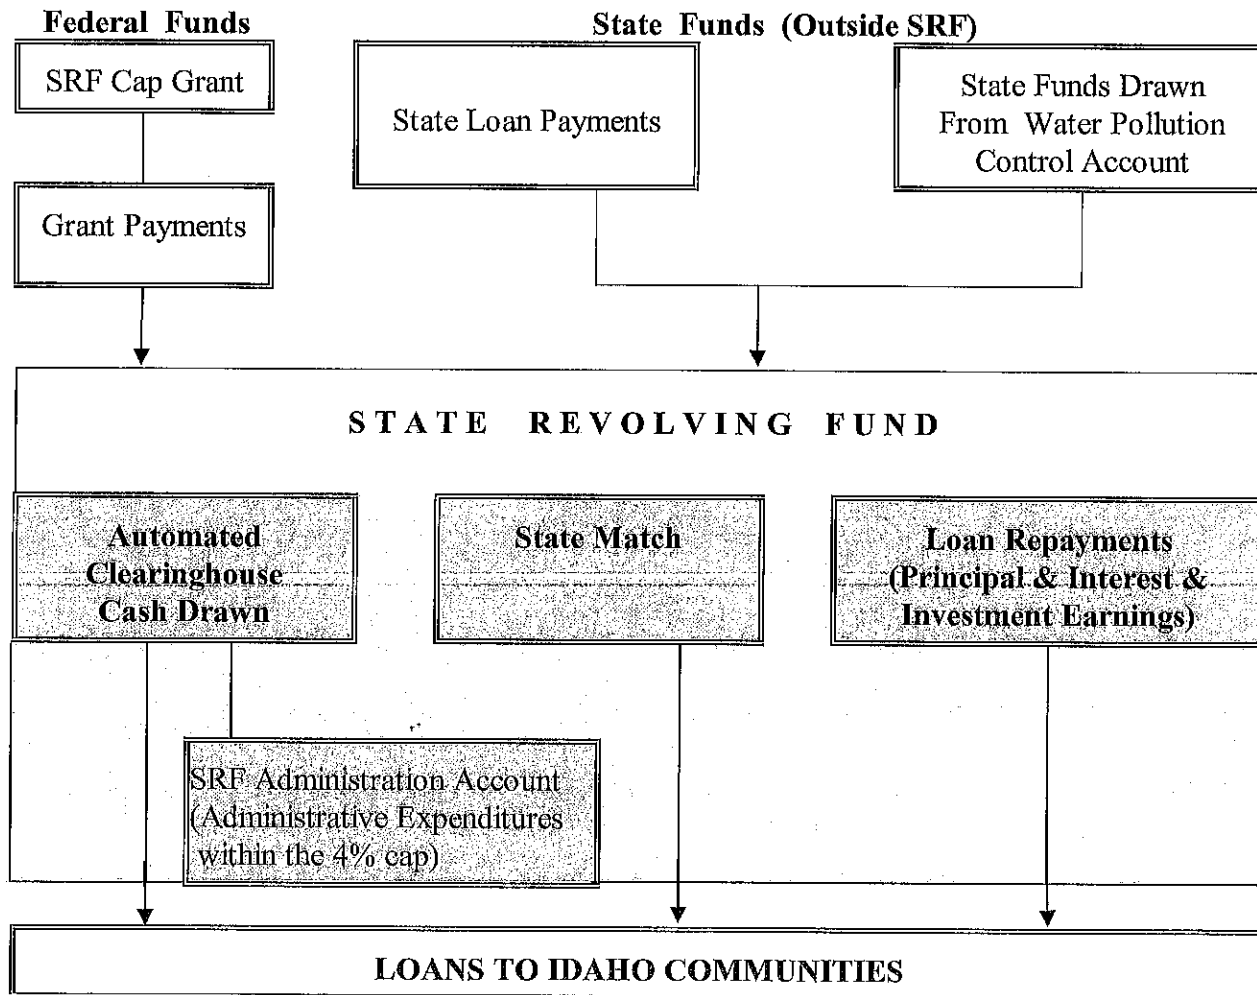 Federal Funds
State Funds (Outside SRF)
SRF Cap Grant
State Loan Payments
State Funds Drawn
From Water Pollution
Control Account
Grant Payments
STATE REVOLVING FUND
Automated
Clearinghouse
Cash Drawn
State Match
Loan Repayments
(Principal & Interest &
Investment Earnings)
SRF Administration Account
(Administrative Expenditures
within the 4% cap)
LOANS TO IDAHO COMMUNITIES